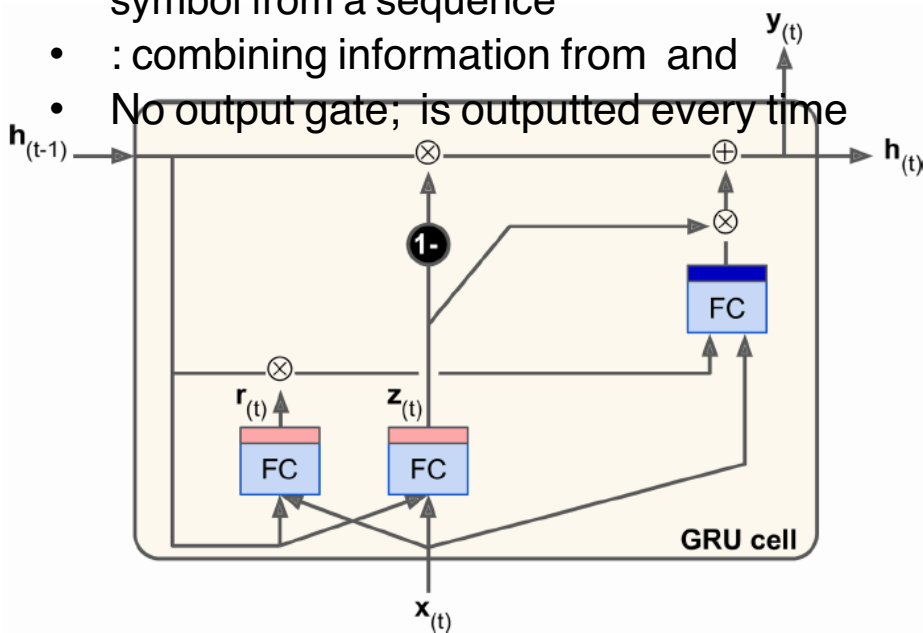 symbol from a sequence
• : combining information from and
• No output gate; is outputted every time
y(t)
h(t-1)
h(t)
1-
FC
r(t)
z(t)
FC
FC
GRU cell
x(t)